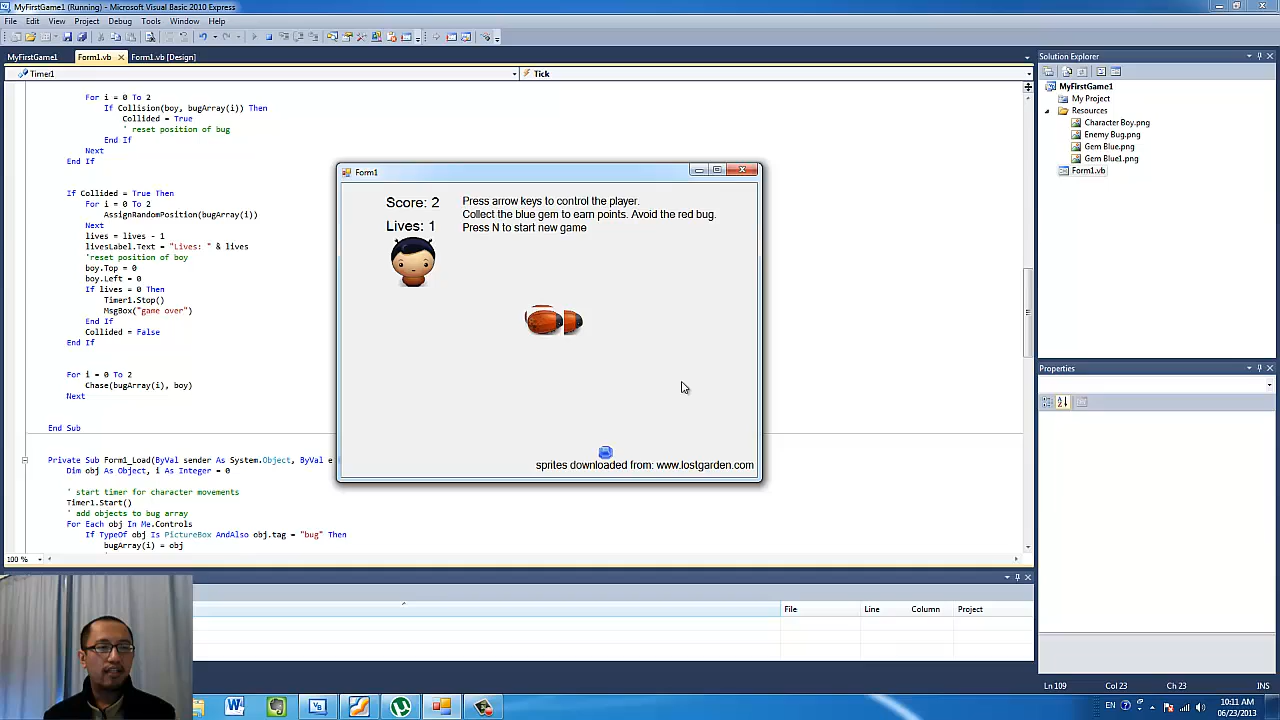 MyFirstGame1 (Running) - Microsoft Visual Basic 2010 Express
File Edit View Project Debug Tools Window Help
MyFirstGame1 Form1.vb Form1.vb [Design]
Timer1 Tick
For i = 0 To 2
If Collision(boy, bugArray(i)) Then
Collided = True
' reset position of bug
End If
Next
End If
If Collided = True Then
For i = 0 To 2
AssignRandomPosition(bugArray(i))
Next
lives = lives - 1
livesLabel.Text = "Lives: " & lives
'reset position of boy
boy.Top = 0
boy.Left = 0
If lives = 0 Then
Timer1.Stop()
MsgBox("game over")
End If
Collided = False
End If
For i = 0 To 2
Chase(bugArray(i), boy)
Next
End Sub
Private Sub Form1_Load(ByVal sender As System.Object, ByVal e
Dim obj As Object, i As Integer = 0
' start timer for character movements
Timer1.Start()
' add objects to bug array
For Each obj In Me.Controls
If TypeOf obj Is PictureBox AndAlso obj.tag = "bug" Then
bugArray(i) = obj
100 %
Form1
Score: 2
Lives: 1
Press arrow keys to control the player.
Collect the blue gem to earn points. Avoid the red bug.
Press N to start new game
sprites downloaded from: www.lostgarden.com
Solution Explorer
MyFirstGame1
My Project
Resources
Character Boy.png
Enemy Bug.png
Gem Blue.png
Gem Blue1.png
Form1.vb
Properties
File Line Column Project
Ln 109 Col 23 Ch 23 INS
EN
10:11 AM
06/23/2013